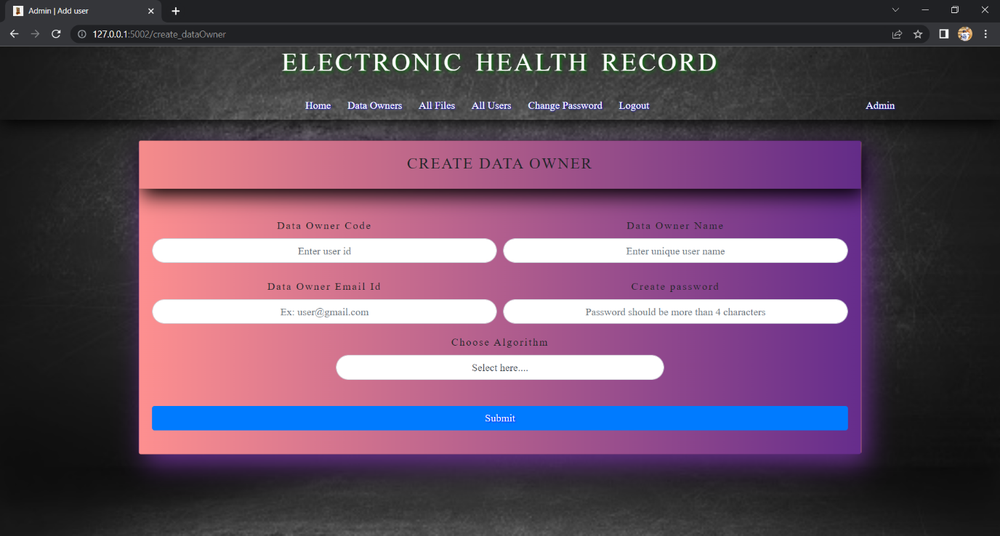 Admin | Add user
127.0.0.1:5002/create_dataOwner
ELECTRONIC HEALTH RECORD
Home Data Owners All Files All Users Change Password Logout Admin
CREATE DATA OWNER
Data Owner Code Data Owner Name
Enter user id Enter unique user name
Data Owner Email Id Create password
Ex: user@gmail.com Password should be more than 4 characters
Choose Algorithm
Select here....
Submit